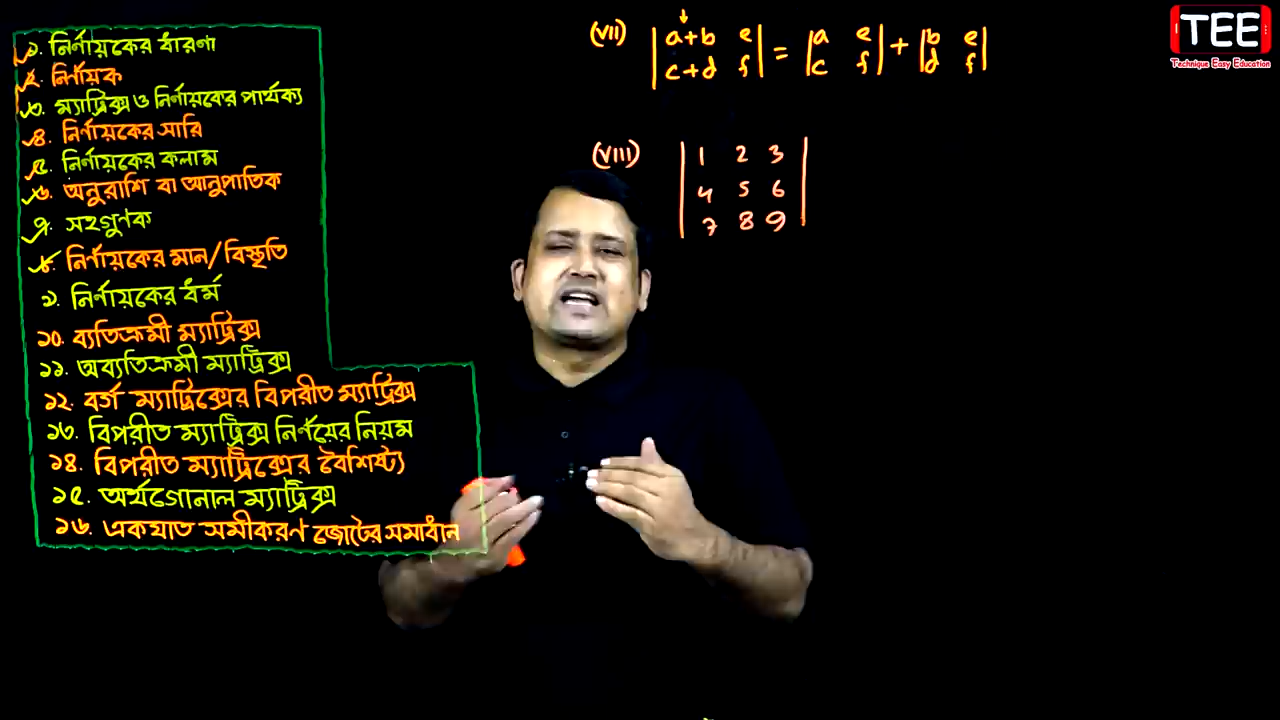 ১. নির্ণায়কের ধারণা
২. নির্ণায়ক
৩. ম্যাট্রিক্স ও নির্ণায়কের পার্থক্য
৪. নির্ণায়কের সারি
৫. নির্ণায়কের কলাম
৬. অনুরাশি বা আনুপাতিক
৭. সহগুণক
৮. নির্ণায়কের মান/বিস্তৃতি
৯. নির্ণায়কের ধর্ম
১০. ব্যতিক্রমী ম্যাট্রিক্স
১১. অব্যতিক্রমী ম্যাট্রিক্স
১২. বর্গ ম্যাট্রিক্সের বিপরীত ম্যাট্রিক্স
১৩. বিপরীত ম্যাট্রিক্স নির্ণয়ের নিয়ম
১৪. বিপরীত ম্যাট্রিক্সের বৈশিষ্ট্য
১৫. অর্থগোনাল ম্যাট্রিক্স
১৬. একঘাত সমীকরণ জোটের সমাধান
(vii) |a+b e| = |a e| + |b e|
|c+d f| |c f| |d f|
(viii) |1 2 3|
|4 5 6|
|7 8 9|
TEE
Technique Easy Education